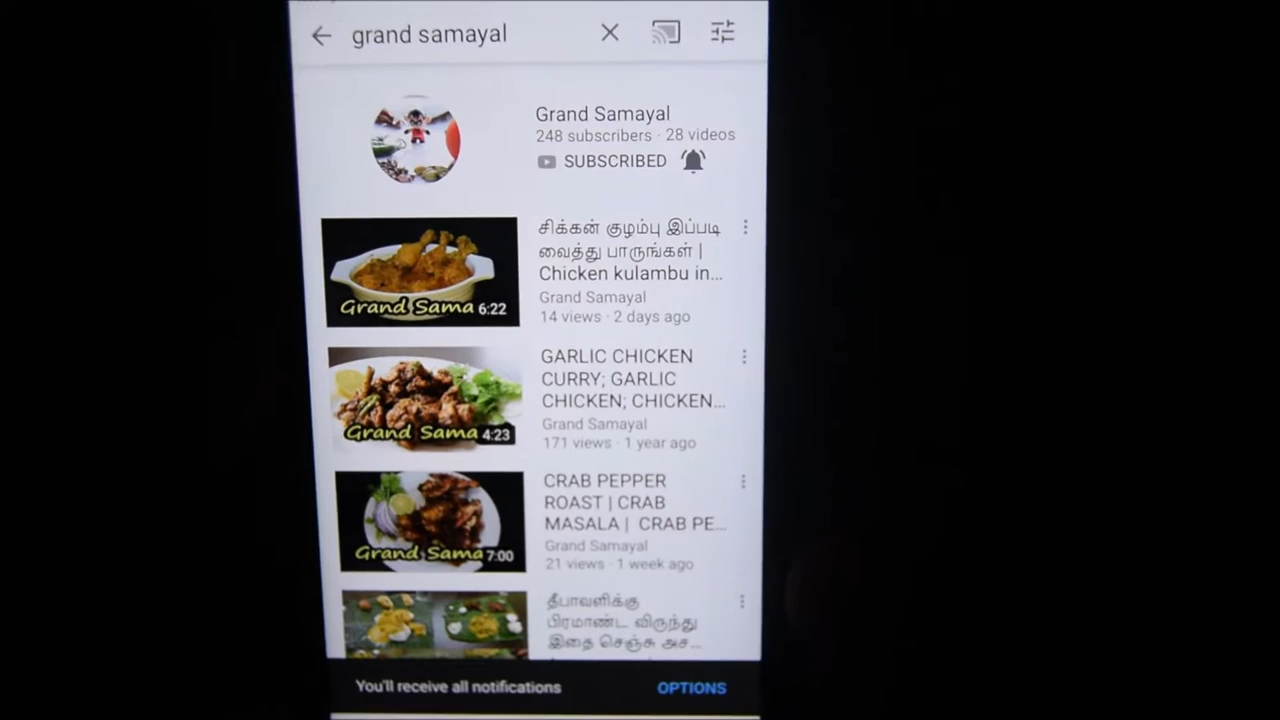 grand samayal
Grand Samayal
248 subscribers · 28 videos
SUBSCRIBED
சிக்கன் குழம்பு இப்படி
வைத்து பாருங்கள் |
Chicken kulambu in...
Grand Samayal
14 views · 2 days ago
Grand Sama
6:22
GARLIC CHICKEN
CURRY; GARLIC
CHICKEN; CHICKEN...
Grand Samayal
171 views · 1 year ago
Grand Sama
4:23
CRAB PEPPER
ROAST | CRAB
MASALA | CRAB PE...
Grand Samayal
21 views · 1 week ago
Grand Sama
7:00
தீபாவளிக்கு
பிரமாண்ட விருந்து
இதை செஞ்சு அச...
You'll receive all notifications
OPTIONS